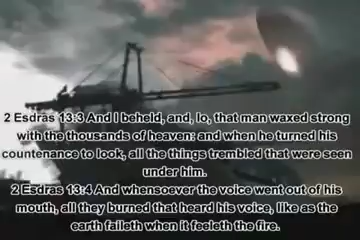 2 Esdras 13:3 And I beheld, and, lo, that man waxed strong
with the thousands of heaven: and when he turned his
countenance to look, all the things trembled that were seen
under him.
2 Esdras 13:4 And whensoever the voice went out of his
mouth, all they burned that heard his voice, like as the
earth faileth when it feeleth the fire.